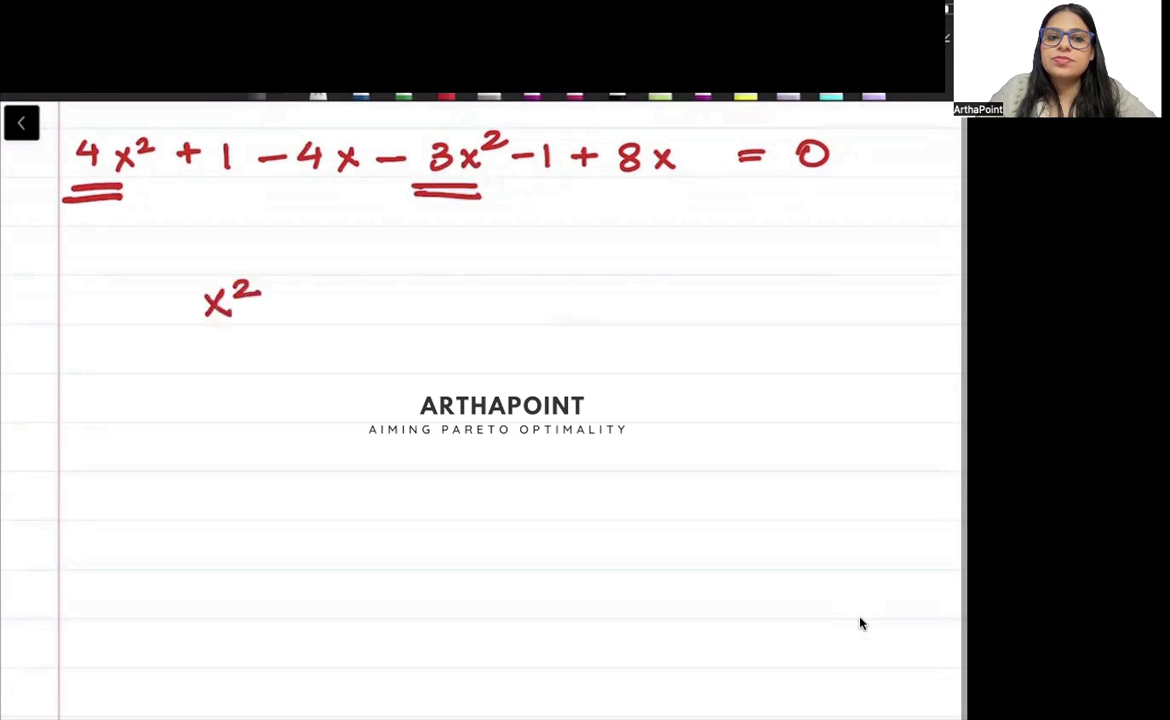 ArthaPoint
4x² + 1 - 4x - 3x² - 1 + 8x = 0
x²
ARTHAPOINT
AIMING PARETO OPTIMALITY